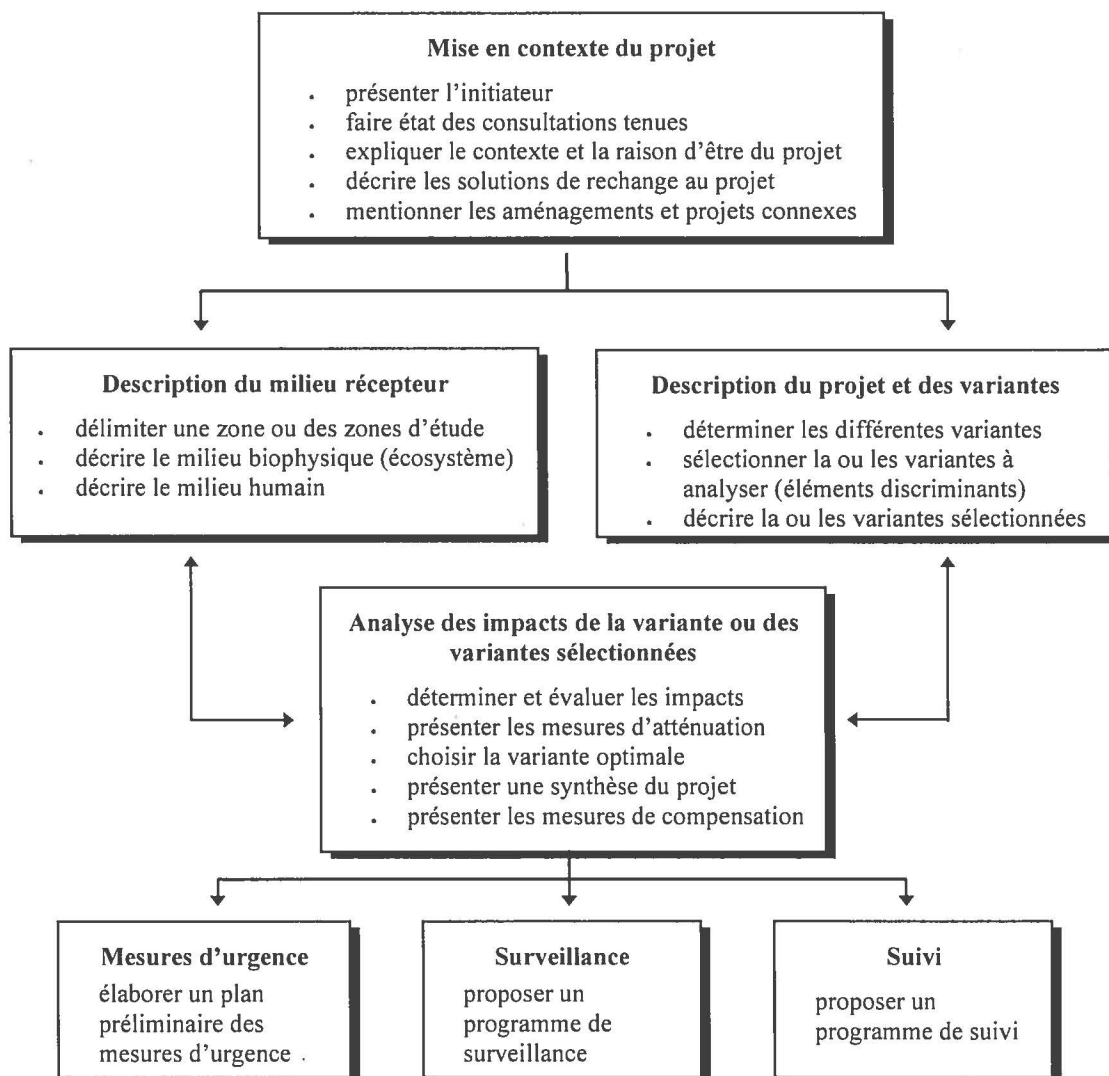 Mise en contexte du projet
. présenter l'initiateur
. faire état des consultations tenues
. expliquer le contexte et la raison d'être du projet
. décrire les solutions de rechange au projet
. mentionner les aménagements et projets connexes
Description du milieu récepteur
. délimiter une zone ou des zones d'étude
. décrire le milieu biophysique (écosystème)
. décrire le milieu humain
Description du projet et des variantes
. déterminer les différentes variantes
. sélectionner la ou les variantes à
analyser (éléments discriminants)
. décrire la ou les variantes sélectionnées
Analyse des impacts de la variante ou des
variantes sélectionnées
. déterminer et évaluer les impacts
. présenter les mesures d'atténuation
. choisir la variante optimale
. présenter une synthèse du projet
. présenter les mesures de compensation
Mesures d'urgence
élaborer un plan
préliminaire des
mesures d'urgence .
Surveillance
proposer un
programme de
surveillance
Suivi
proposer un
programme de suivi